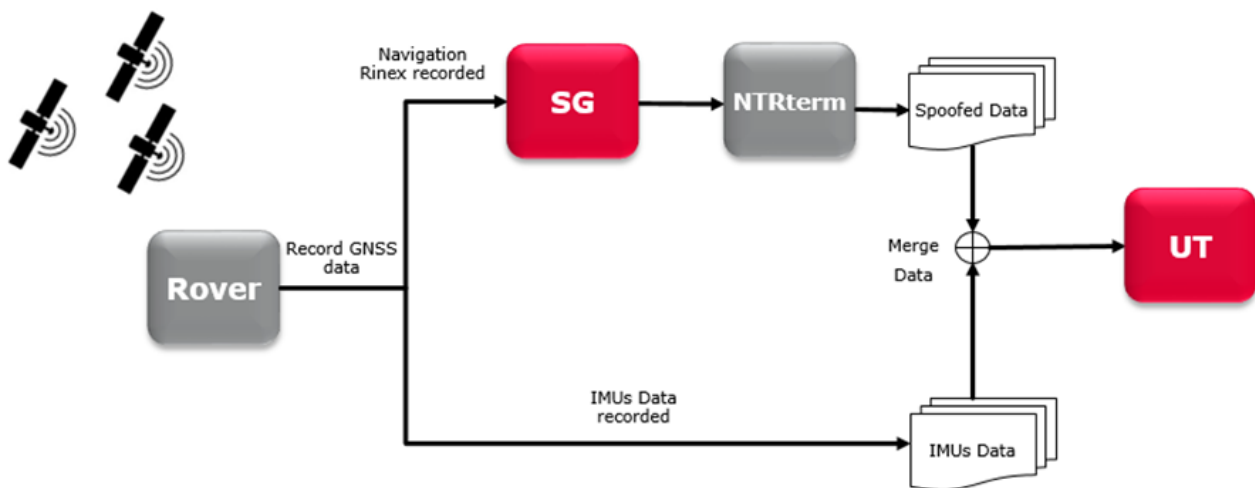 Navigation
Rinex recorded
SG
NTRterm
Spoofed Data
Record GNSS
data
Rover
Merge
Data
UT
IMUs Data
recorded
IMUs Data